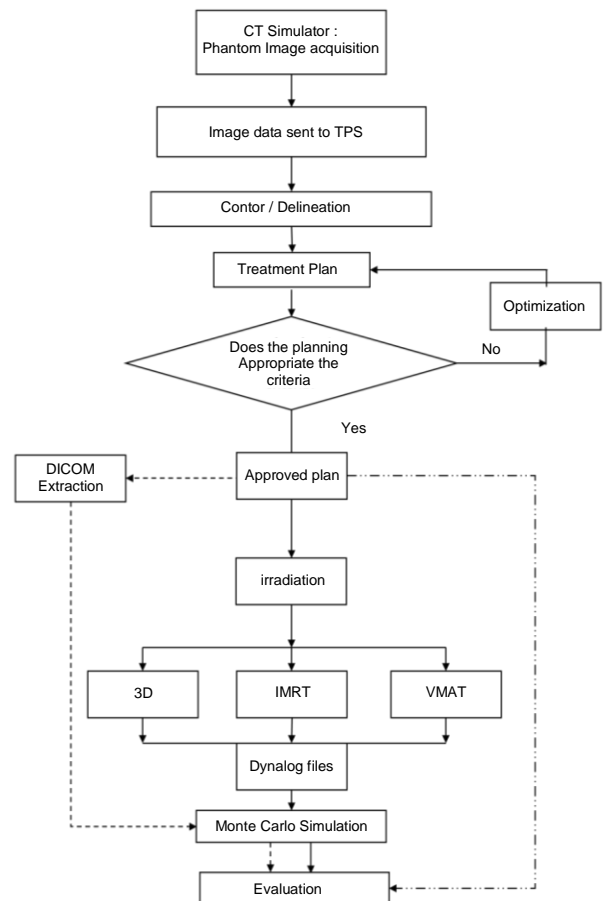 CT Simulator :
Phantom Image acquisition
Image data sent to TPS
Contor / Delineation
Treatment Plan
Optimization
Does the planning
Appropriate the
criteria
No
Yes
DICOM
Extraction
Approved plan
irradiation
3D
IMRT
VMAT
Dynalog files
Monte Carlo Simulation
Evaluation